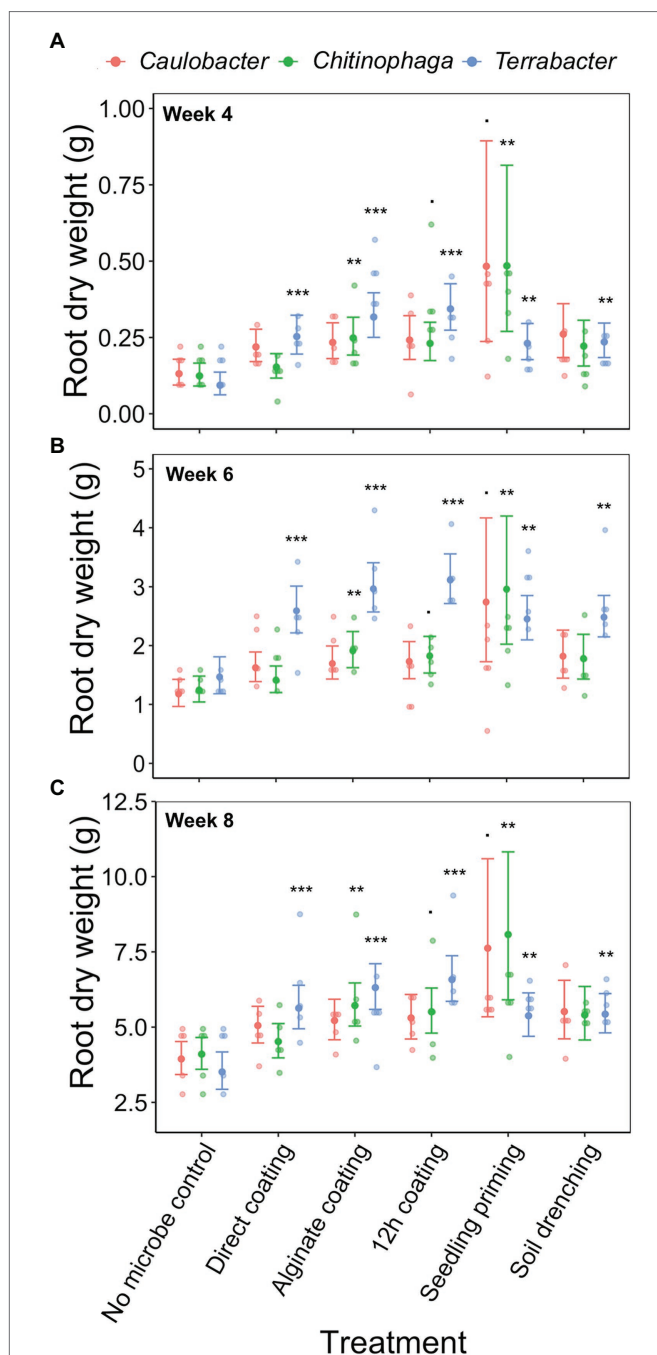 A
Caulobacter Chitinophaga Terrabacter
Week 4
Root dry weight (g)
1.00
0.75
0.50
0.25
0.00
*** ** *** . *** . ** ** **
B
Week 6
Root dry weight (g)
5
4
3
2
1
0
*** ** *** . *** . ** ** **
C
Week 8
Root dry weight (g)
12.5
10.0
7.5
5.0
2.5
*** ** *** . *** . ** ** **
No microbe control
Direct coating
Alginate coating
12h coating
Seedling priming
Soil drenching
Treatment